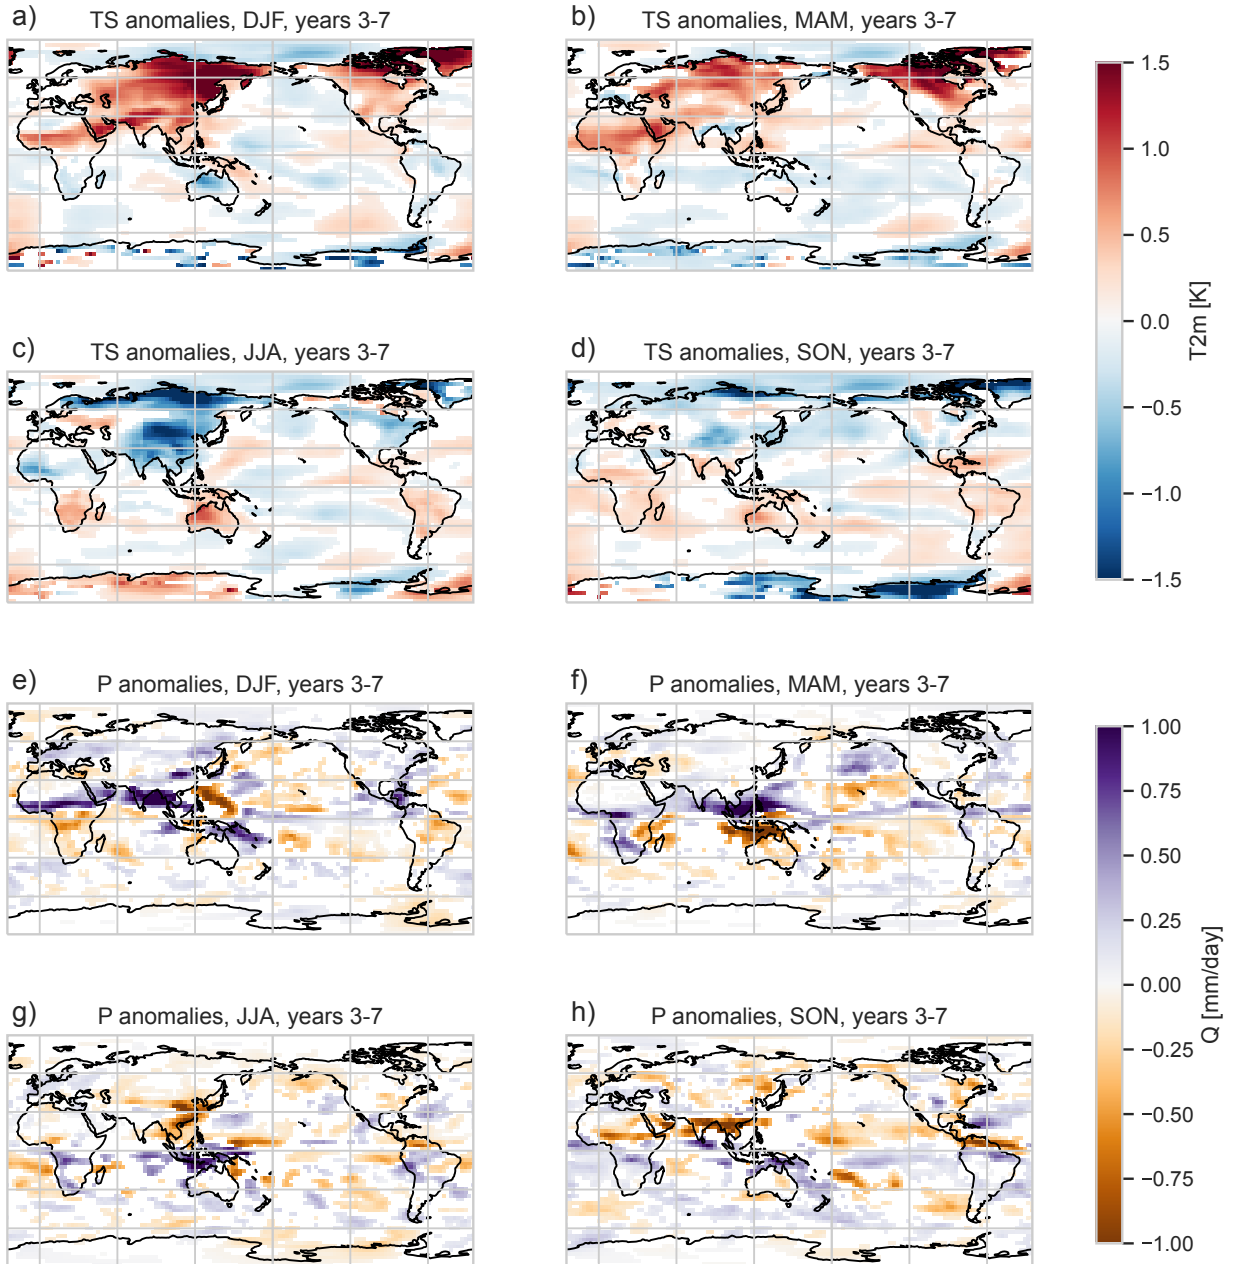 a) TS anomalies, DJF, years 3-7
b) TS anomalies, MAM, years 3-7
1.5
1.0
0.5
0.0
−0.5
−1.0
−1.5
T2m [K]
c) TS anomalies, JJA, years 3-7
d) TS anomalies, SON, years 3-7
e) P anomalies, DJF, years 3-7
f) P anomalies, MAM, years 3-7
1.00
0.75
0.50
0.25
0.00
−0.25
−0.50
−0.75
−1.00
Q [mm/day]
g) P anomalies, JJA, years 3-7
h) P anomalies, SON, years 3-7